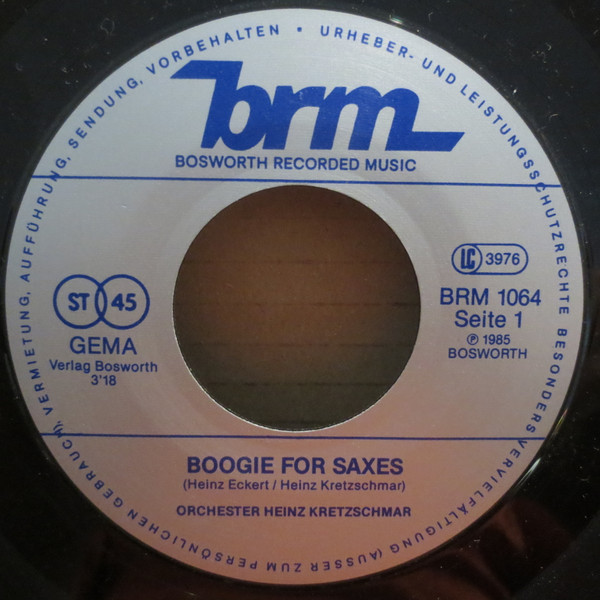 URHEBER- UND LEISTUNGSSCHUTZRECHTE BESONDERS VERVIELFÄLTIGUNG (AUSSER ZUM PERSÖNLICHEN GEBRAUCH), VERMIETUNG, AUFFÜHRUNG, SENDUNG, VORBEHALTEN •
brm
BOSWORTH RECORDED MUSIC
LC 3976
ST 45
BRM 1064
Seite 1
℗ 1985
BOSWORTH
GEMA
Verlag Bosworth
3'18
BOOGIE FOR SAXES
(Heinz Eckert / Heinz Kretzschmar)
ORCHESTER HEINZ KRETZSCHMAR